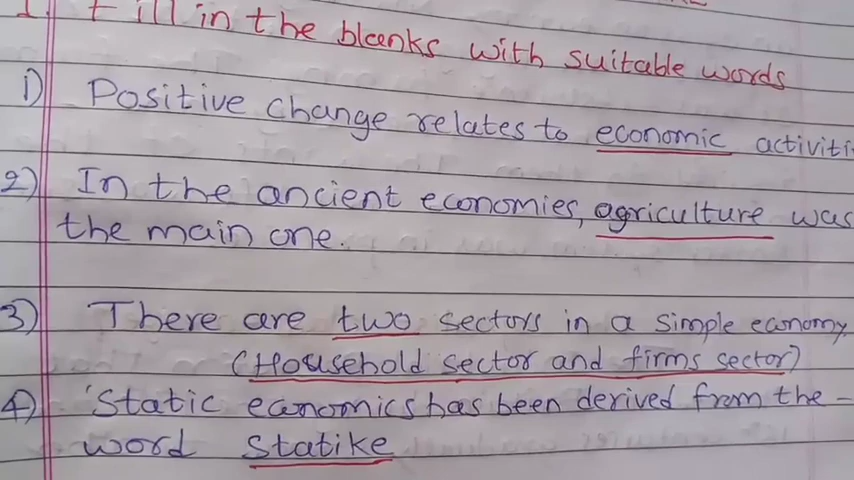 1. Fill in the blanks with suitable words
1) Positive change relates to economic activiti
2) In the ancient economies, agriculture was
the main one.
3) There are two sectors in a simple economy.
(Household sector and firms sector)
4) 'Static economics has been derived from the -
word Statike